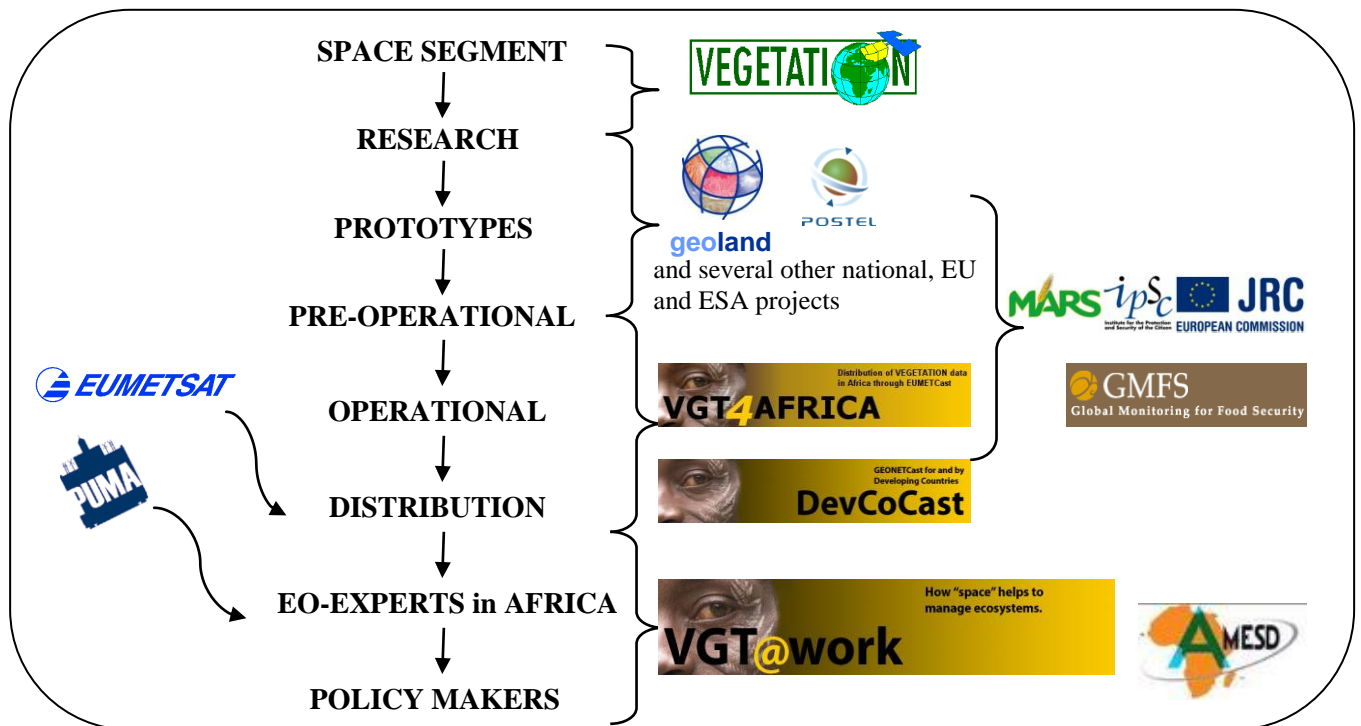 SPACE SEGMENT
VEGETATION
RESEARCH
PROTOTYPES
POSTEL
geoland
and several other national, EU
and ESA projects
PRE-OPERATIONAL
MARS
ipsc
Institute for the Protection
and Security of the Citizen
JRC
EUROPEAN COMMISSION
EUMETSAT
OPERATIONAL
Distribution of VEGETATION data
in Africa through EUMETCast
VGT4AFRICA
GMFS
Global Monitoring for Food Security
PUMA
DISTRIBUTION
GEONETCast for and by
Developing Countries
DevCoCast
EO-EXPERTS in AFRICA
How "space" helps to
manage ecosystems.
VGT@work
AMESD
POLICY MAKERS